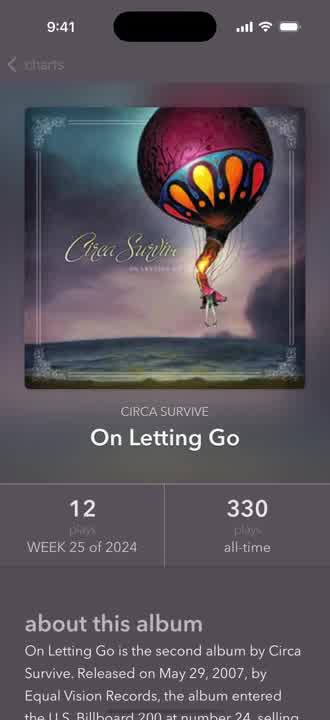 9:41
charts
Circa Survive
ON LETTING GO
CIRCA SURVIVE
On Letting Go
12
plays
WEEK 25 of 2024
330
plays
all-time
about this album
On Letting Go is the second album by Circa
Survive. Released on May 29, 2007, by
Equal Vision Records, the album entered
the U.S. Billboard 200 at number 24, selling